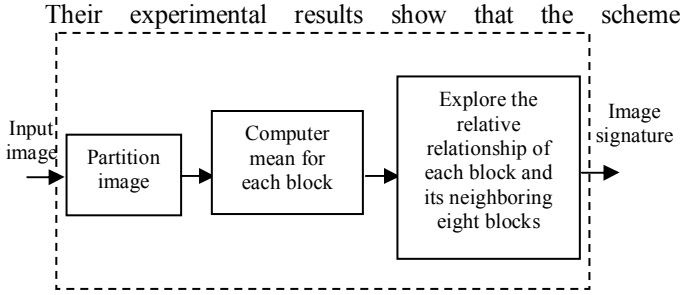 Their experimental results show that the scheme
Input
image
Partition
image
Computer
mean for
each block
Explore the
relative
relationship of
each block and
its neighboring
eight blocks
Image
signature